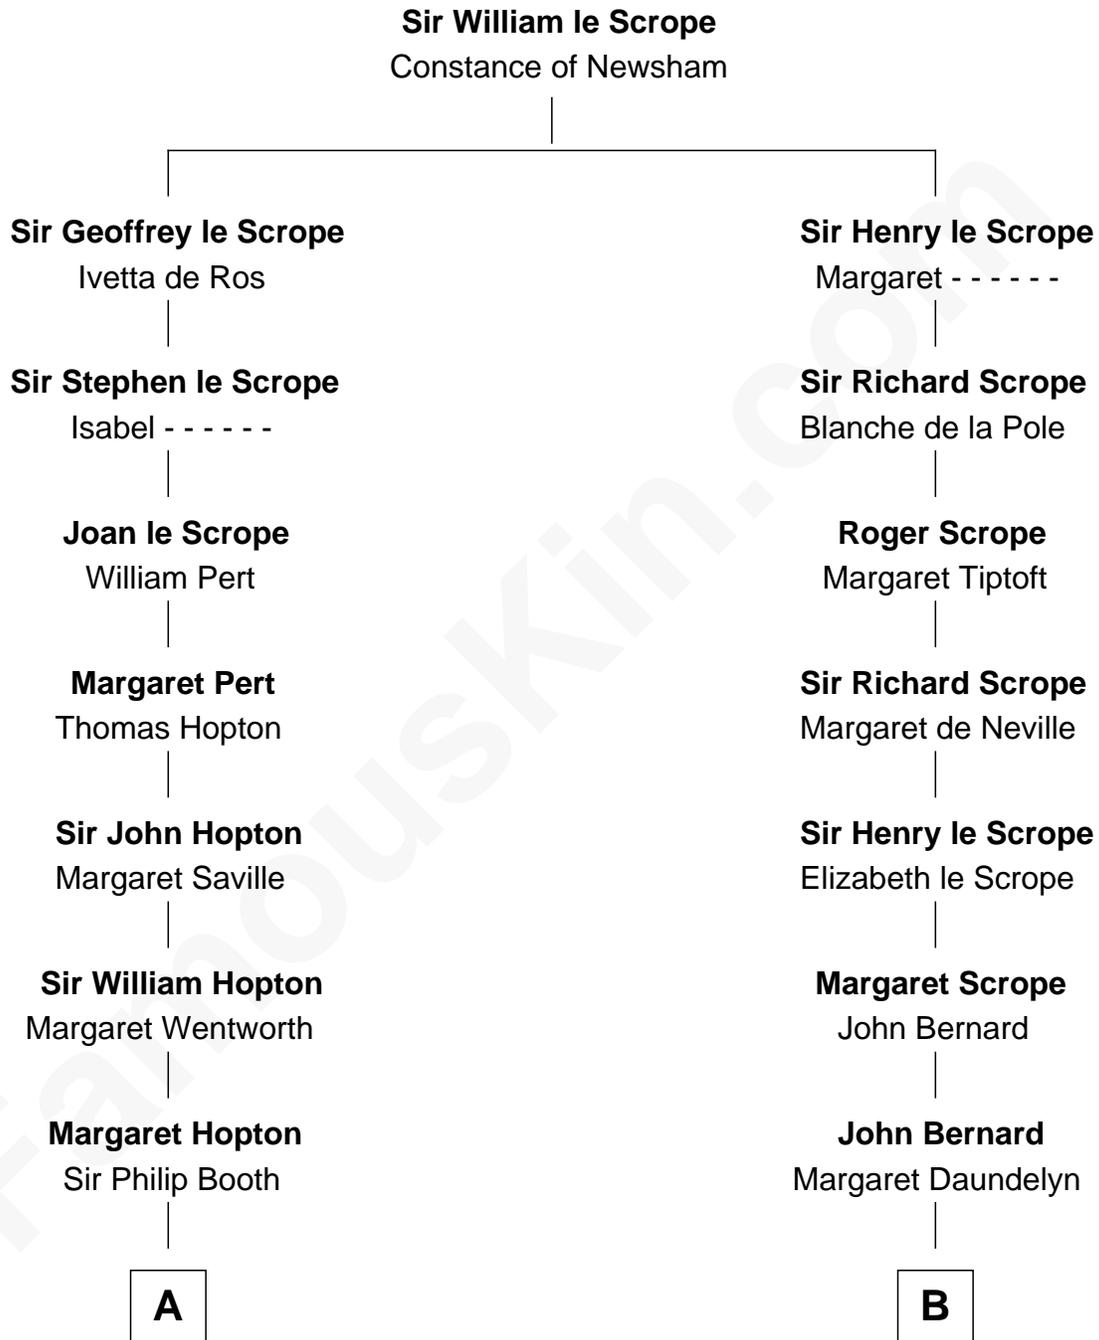 Sir William le Scrope
Constance of Newsham
Sir Geoffrey le Scrope
Ivetta de Ros
Sir Henry le Scrope
Margaret - - - - - -
Sir Stephen le Scrope
Isabel - - - - - -
Sir Richard Scrope
Blanche de la Pole
Joan le Scrope
William Pert
Roger Scrope
Margaret Tiptoft
Margaret Pert
Thomas Hopton
Sir Richard Scrope
Margaret de Neville
Sir John Hopton
Margaret Saville
Sir Henry le Scrope
Elizabeth le Scrope
Sir William Hopton
Margaret Wentworth
Margaret Scrope
John Bernard
Margaret Hopton
Sir Philip Booth
John Bernard
Margaret Daundelyn
A
B
FamousKin.com